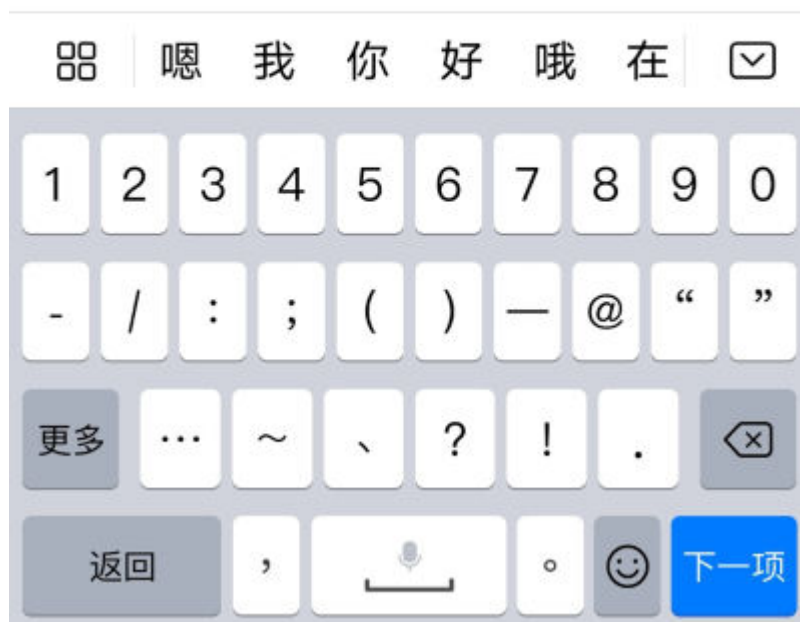 嗯 我 你 好 哦 在
1 2 3 4 5 6 7 8 9 0
- / : ; ( ) — @ “ ”
更多 … ~ 、 ? ! .
返回 ， 。 下一项